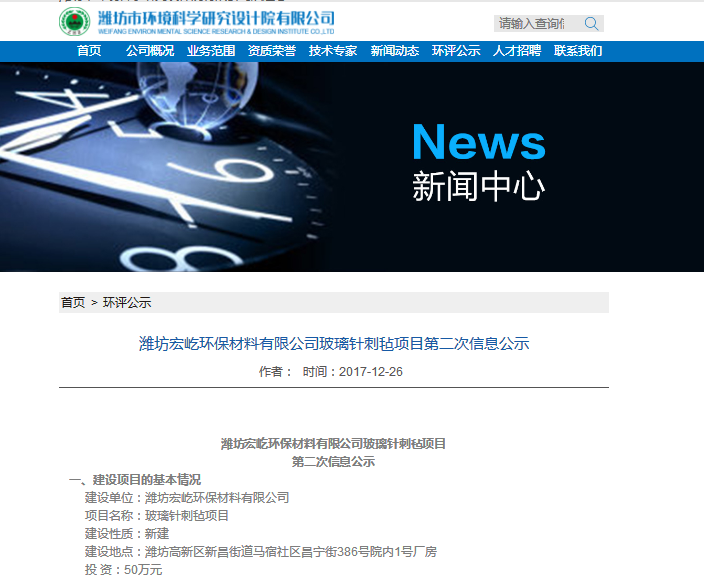 潍坊市环境科学研究设计院有限公司
WEIFANG ENVIRON MENTAL SCIENCE RESEARCH & DESIGN INSTITUTE CO.,LTD
请输入查询信
首页 公司概况 业务范围 资质荣誉 技术专家 新闻动态 环评公示 人才招聘 联系我们
News
新闻中心
首页 > 环评公示
潍坊宏屹环保材料有限公司玻璃针刺毡项目第二次信息公示
作者： 时间：2017-12-26
潍坊宏屹环保材料有限公司玻璃针刺毡项目
第二次信息公示
一、建设项目的基本情况
建设单位：潍坊宏屹环保材料有限公司
项目名称：玻璃针刺毡项目
建设性质：新建
建设地点：潍坊高新区新昌街道马宿社区昌宁街386号院内1号厂房
投 资：50万元